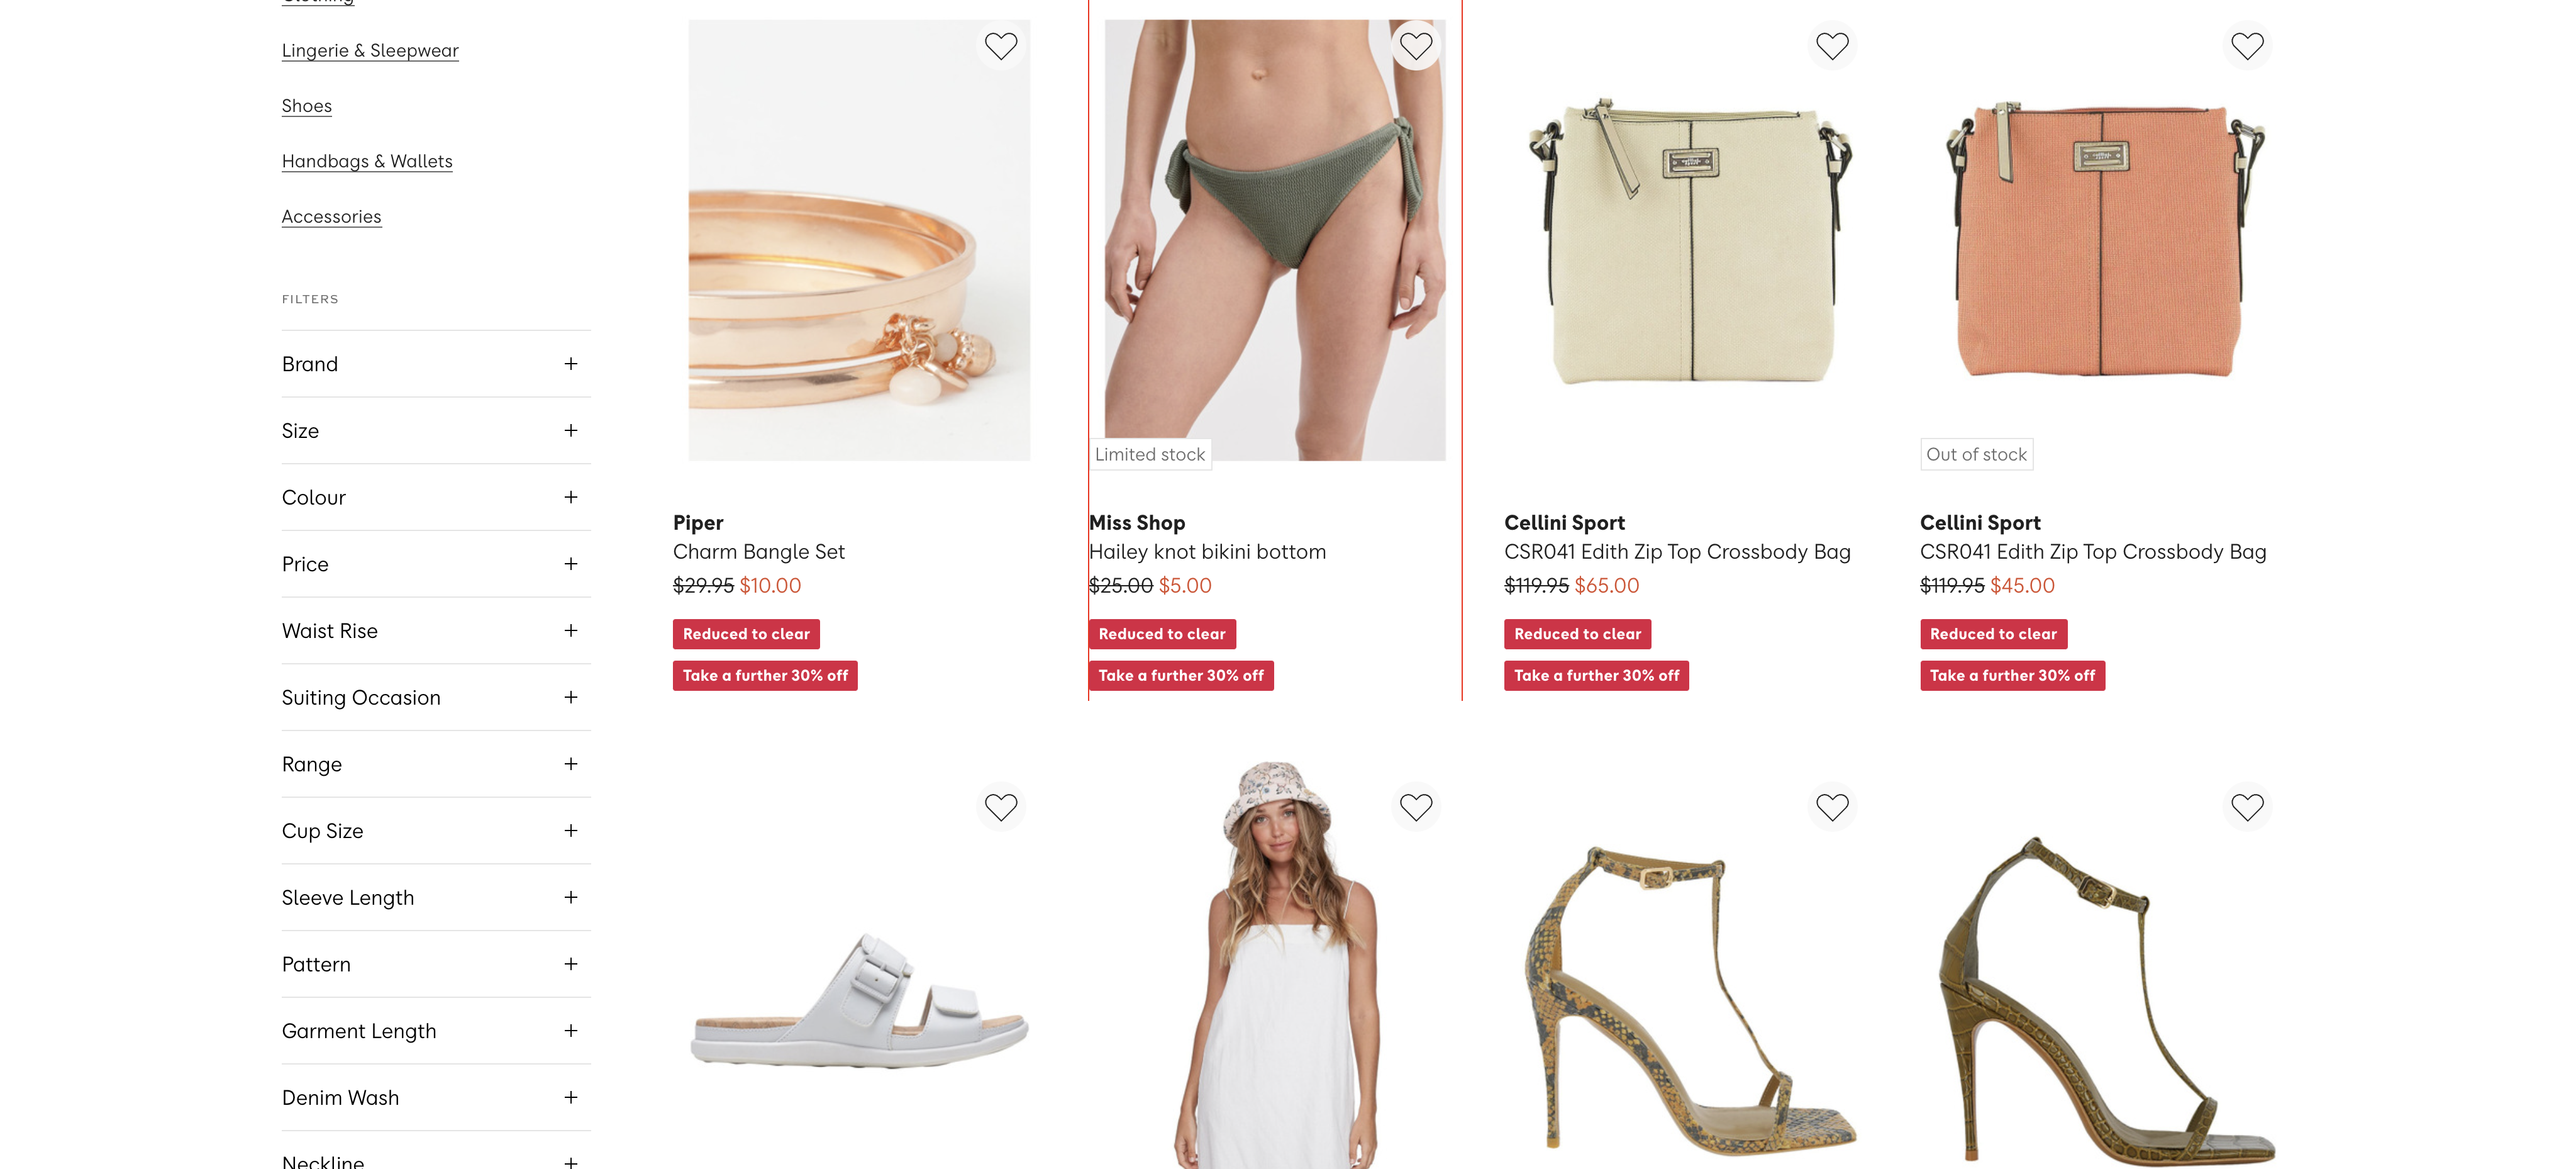 Clothing
Lingerie & Sleepwear
Shoes
Handbags & Wallets
Accessories
FILTERS
Brand +
Size +
Colour +
Price +
Waist Rise +
Suiting Occasion +
Range +
Cup Size +
Sleeve Length +
Pattern +
Garment Length +
Denim Wash +
Neckline +
Piper
Charm Bangle Set
$29.95 $10.00
Reduced to clear
Take a further 30% off
Limited stock
Miss Shop
Hailey knot bikini bottom
$25.00 $5.00
Reduced to clear
Take a further 30% off
Cellini Sport
CSR041 Edith Zip Top Crossbody Bag
$119.95 $65.00
Reduced to clear
Take a further 30% off
Out of stock
Cellini Sport
CSR041 Edith Zip Top Crossbody Bag
$119.95 $45.00
Reduced to clear
Take a further 30% off